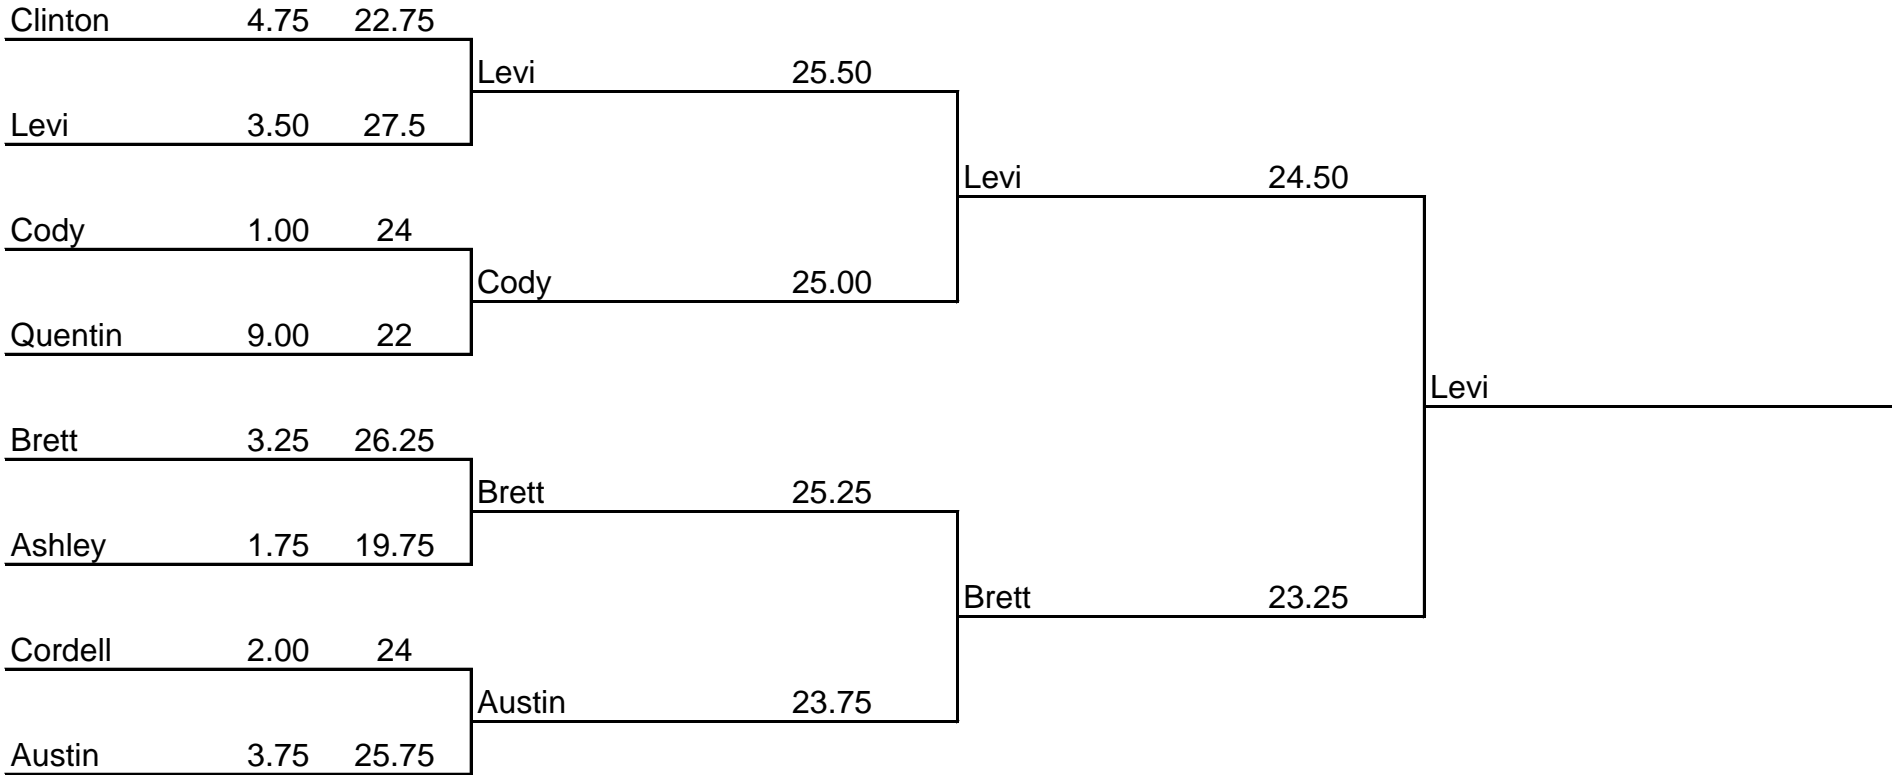 Clinton 4.75 22.75
Levi 25.50
Levi 3.50 27.5
Levi 24.50
Cody 1.00 24
Cody 25.00
Quentin 9.00 22
Levi
Brett 3.25 26.25
Brett 25.25
Ashley 1.75 19.75
Brett 23.25
Cordell 2.00 24
Austin 23.75
Austin 3.75 25.75